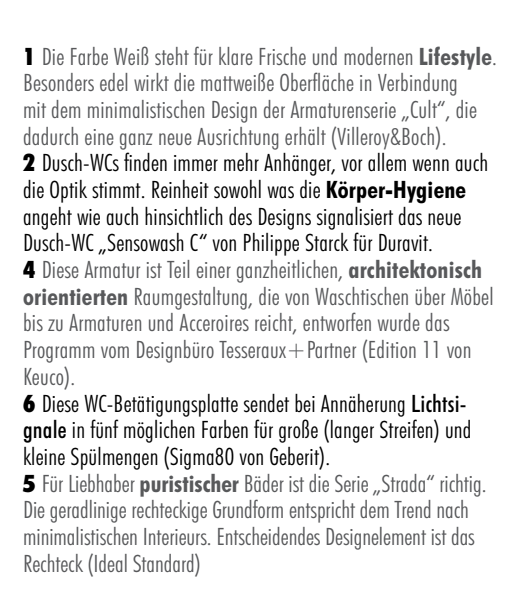 1 Die Farbe Weiß steht für klare Frische und modernen Lifestyle.
Besonders edel wirkt die mattweiße Oberfläche in Verbindung
mit dem minimalistischen Design der Armaturenserie „Cult“, die
dadurch eine ganz neue Ausrichtung erhält (Villeroy&Boch).
2 Dusch-WCs finden immer mehr Anhänger, vor allem wenn auch
die Optik stimmt. Reinheit sowohl was die Körper-Hygiene
angeht wie auch hinsichtlich des Designs signalisiert das neue
Dusch-WC „Sensowash C“ von Philippe Starck für Duravit.
4 Diese Armatur ist Teil einer ganzheitlichen, architektonisch
orientierten Raumgestaltung, die von Waschtischen über Möbel
bis zu Armaturen und Acceroires reicht, entworfen wurde das
Programm vom Designbüro Tesseraux+Partner (Edition 11 von
Keuco).
6 Diese WC-Betätigungsplatte sendet bei Annäherung Lichtsi-
gnale in fünf möglichen Farben für große (langer Streifen) und
kleine Spülmengen (Sigma80 von Geberit).
5 Für Liebhaber puristischer Bäder ist die Serie „Strada“ richtig.
Die geradlinige rechteckige Grundform entspricht dem Trend nach
minimalistischen Interieurs. Entscheidendes Designelement ist das
Rechteck (Ideal Standard)